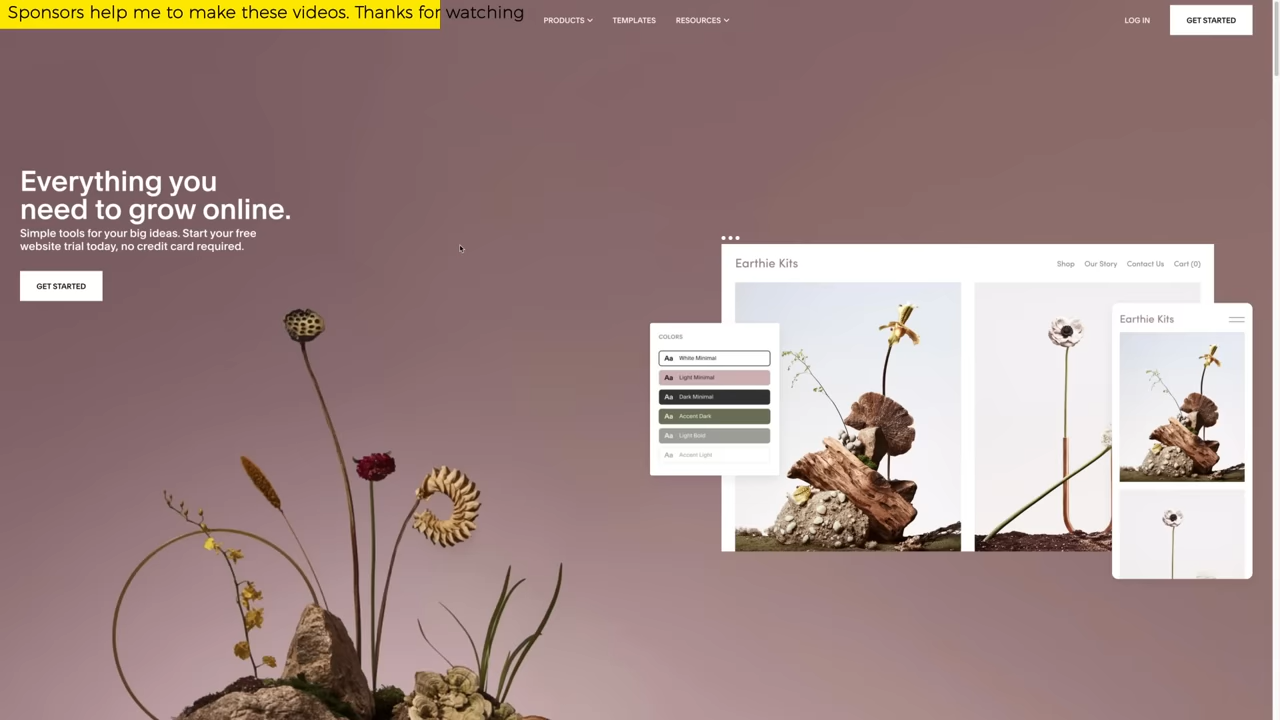 Sponsors help me to make these videos. Thanks for watching
PRODUCTS
TEMPLATES
RESOURCES
LOG IN
GET STARTED
Everything you
need to grow online.
Simple tools for your big ideas. Start your free
website trial today, no credit card required.
GET STARTED
Earthie Kits
Shop
Our Story
Contact Us
Cart (0)
COLORS
Aa White Minimal
Aa Light Minimal
Aa Dark Minimal
Aa Accent Dark
Aa Light Bold
Aa Accent Light
Earthie Kits